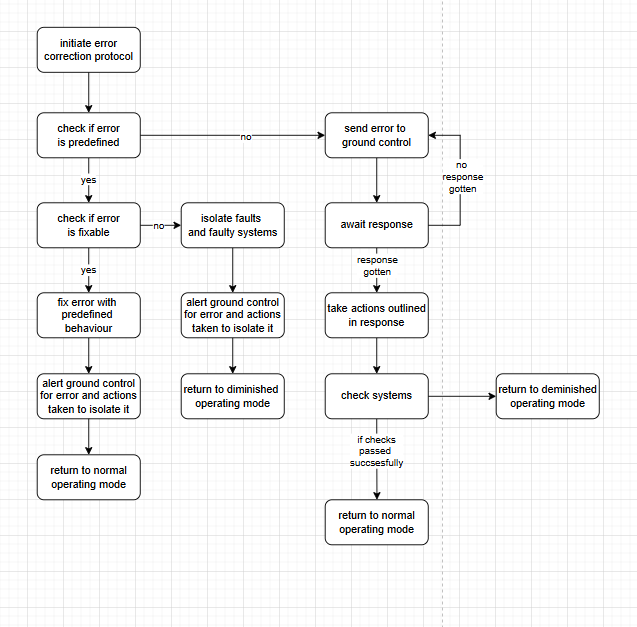 initiate error
correction protocol
check if error
is predefined
no
send error to
ground control
no
response
gotten
yes
check if error
is fixable
no
isolate faults
and faulty systems
await response
yes
response
gotten
fix error with
predefined
behaviour
alert ground control
for error and actions
taken to isolate it
take actions outlined
in response
alert ground control
for error and actions
taken to isolate it
return to diminished
operating mode
check systems
return to deminished
operating mode
if checks
passed
succsesfully
return to normal
operating mode
return to normal
operating mode